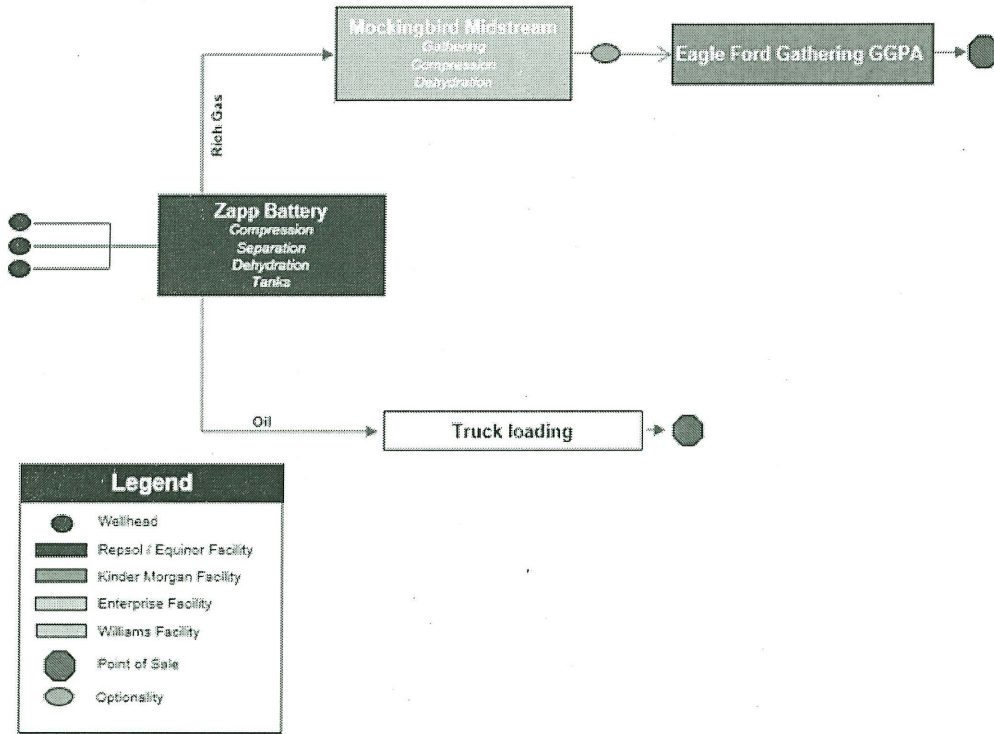 Mockingbird Midstream
Gathering
Compression
Dehydration
Eagle Ford Gathering GGPA
Rich Gas
Zapp Battery
Compression
Separation
Dehydration
Tanks
Oil
Truck loading
Legend
Wellhead
Repsol / Equinor Facility
Kinder Morgan Facility
Enterprise Facility
Williams Facility
Point of Sale
Optionality